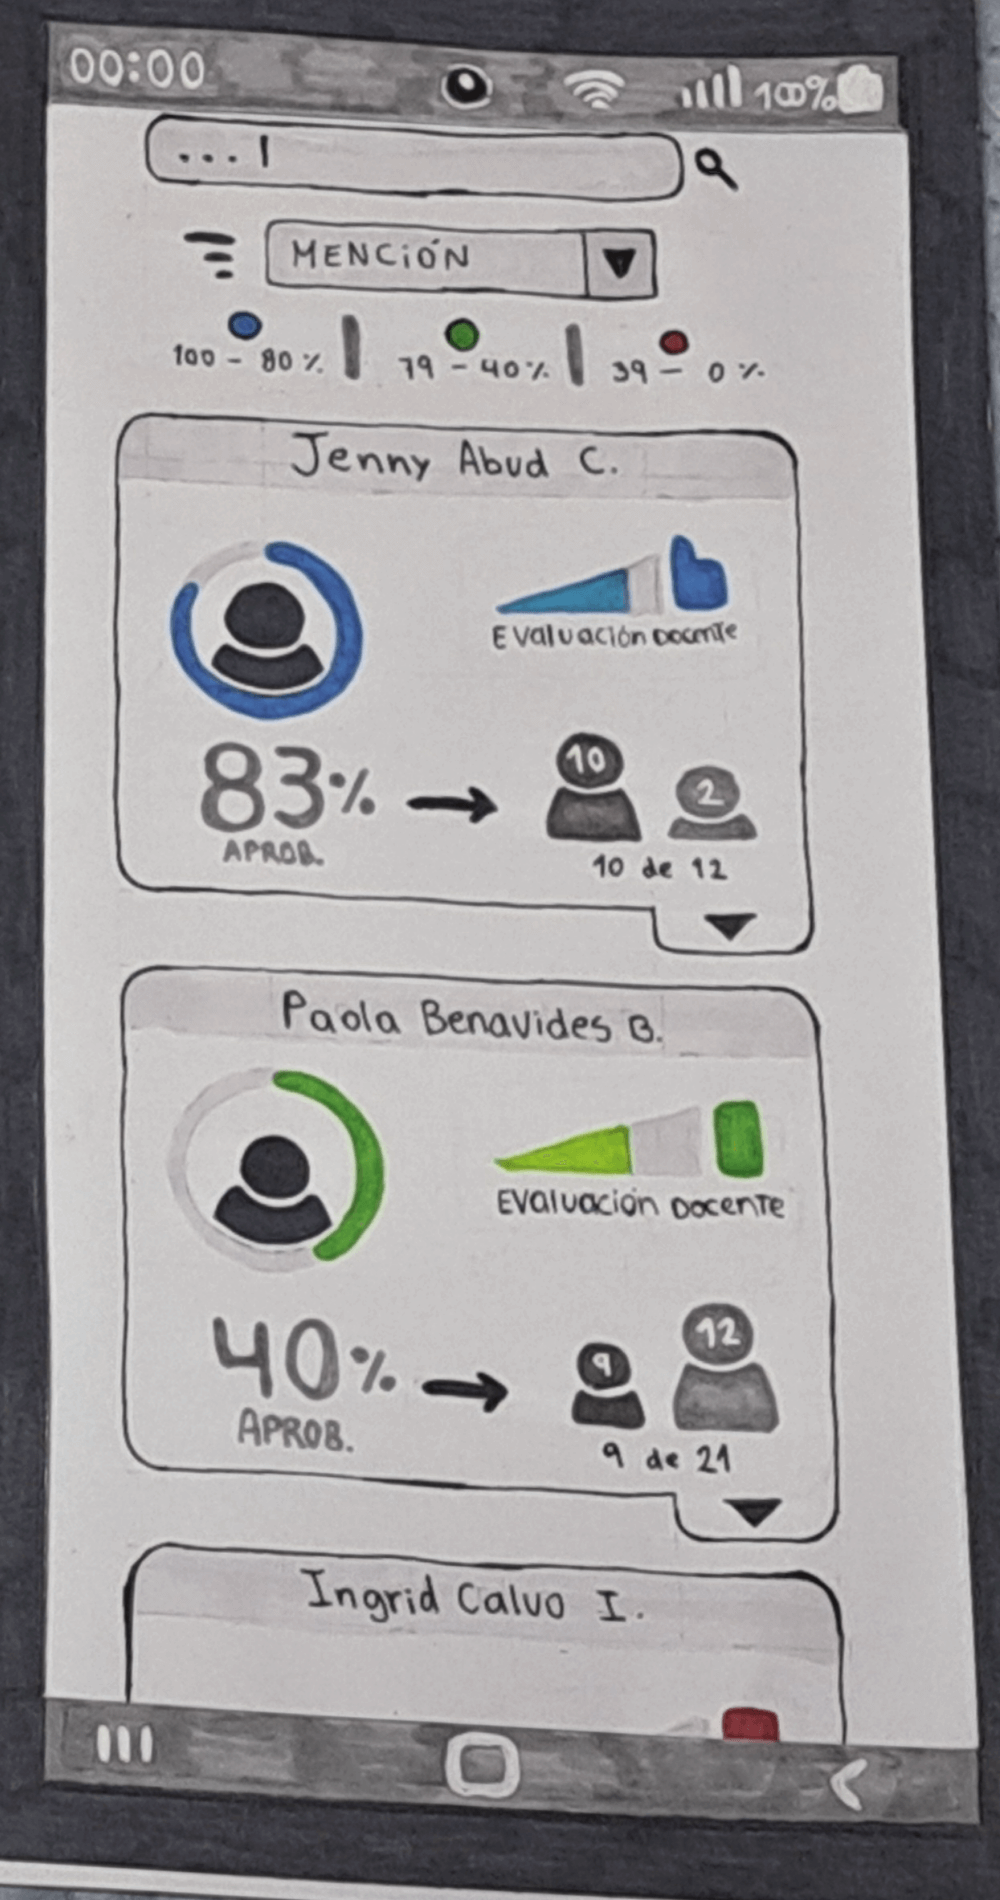 00:00 100%
... |
MENCIÓN
100 - 80 % 79 - 40 % 39 - 0 %
Jenny Abud C.
Evaluación Docente
83%
APROB.
10 2
10 de 12
Paola Benavides B.
Evaluación Docente
40%
APROB.
9 12
9 de 21
Ingrid Calvo I.